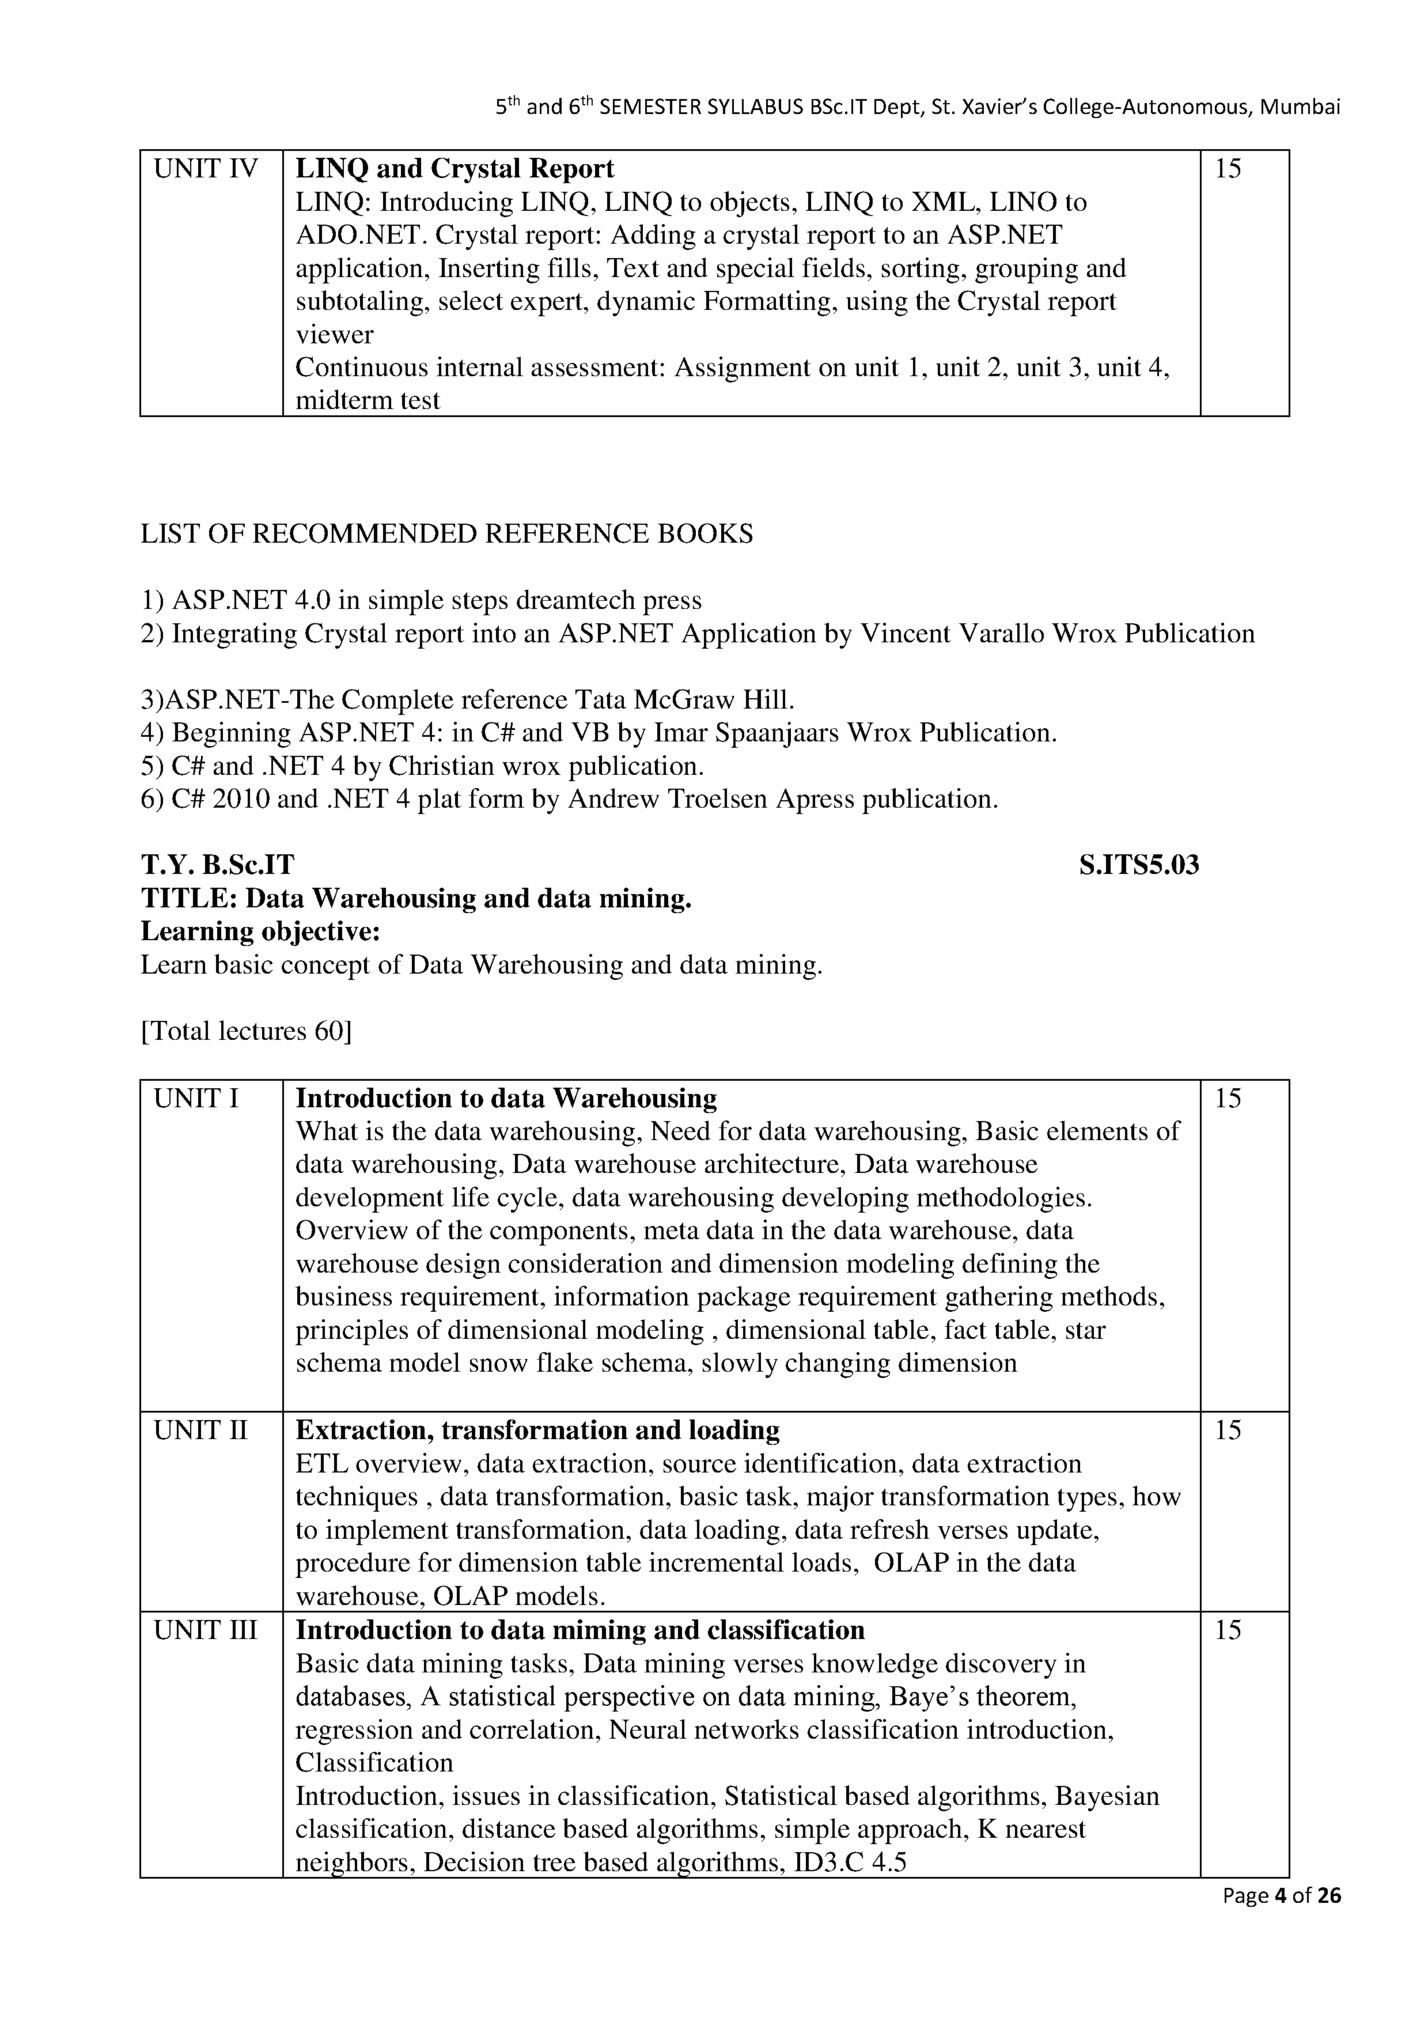 5th and 6th SEMESTER SYLLABUS BSc.IT Dept, St. Xavier’s College-Autonomous, Mumbai
UNIT IV LINQ and Crystal Report 15
LINQ: Introducing LINQ, LINQ to objects, LINQ to XML, LINO to
ADO.NET. Crystal report: Adding a crystal report to an ASP.NET
application, Inserting fills, Text and special fields, sorting, grouping and
subtotaling, select expert, dynamic Formatting, using the Crystal report
viewer
Continuous internal assessment: Assignment on unit 1, unit 2, unit 3, unit 4,
midterm test
LIST OF RECOMMENDED REFERENCE BOOKS
1) ASP.NET 4.0 in simple steps dreamtech press
2) Integrating Crystal report into an ASP.NET Application by Vincent Varallo Wrox Publication
3)ASP.NET-The Complete reference Tata McGraw Hill.
4) Beginning ASP.NET 4: in C# and VB by Imar Spaanjaars Wrox Publication.
5) C# and .NET 4 by Christian wrox publication.
6) C# 2010 and .NET 4 plat form by Andrew Troelsen Apress publication.
T.Y. B.Sc.IT S.ITS5.03
TITLE: Data Warehousing and data mining.
Learning objective:
Learn basic concept of Data Warehousing and data mining.
[Total lectures 60]
UNIT I Introduction to data Warehousing 15
What is the data warehousing, Need for data warehousing, Basic elements of
data warehousing, Data warehouse architecture, Data warehouse
development life cycle, data warehousing developing methodologies.
Overview of the components, meta data in the data warehouse, data
warehouse design consideration and dimension modeling defining the
business requirement, information package requirement gathering methods,
principles of dimensional modeling , dimensional table, fact table, star
schema model snow flake schema, slowly changing dimension
UNIT II Extraction, transformation and loading 15
ETL overview, data extraction, source identification, data extraction
techniques , data transformation, basic task, major transformation types, how
to implement transformation, data loading, data refresh verses update,
procedure for dimension table incremental loads,  OLAP in the data
warehouse, OLAP models.
UNIT III Introduction to data miming and classification 15
Basic data mining tasks, Data mining verses knowledge discovery in
databases, A statistical perspective on data mining, Baye’s theorem,
regression and correlation, Neural networks classification introduction,
Classification
Introduction, issues in classification, Statistical based algorithms, Bayesian
classification, distance based algorithms, simple approach, K nearest
neighbors, Decision tree based algorithms, ID3.C 4.5
Page 4 of 26